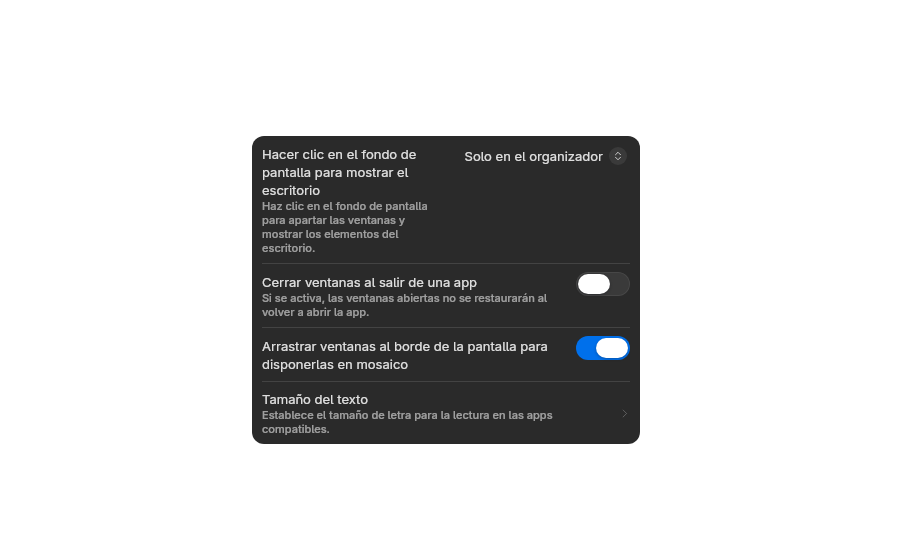 Hacer clic en el fondo de
pantalla para mostrar el
escritorio
Solo en el organizador
Haz clic en el fondo de pantalla
para apartar las ventanas y
mostrar los elementos del
escritorio.
Cerrar ventanas al salir de una app
Si se activa, las ventanas abiertas no se restaurarán al
volver a abrir la app.
Arrastrar ventanas al borde de la pantalla para
disponerlas en mosaico
Tamaño del texto
Establece el tamaño de letra para la lectura en las apps
compatibles.